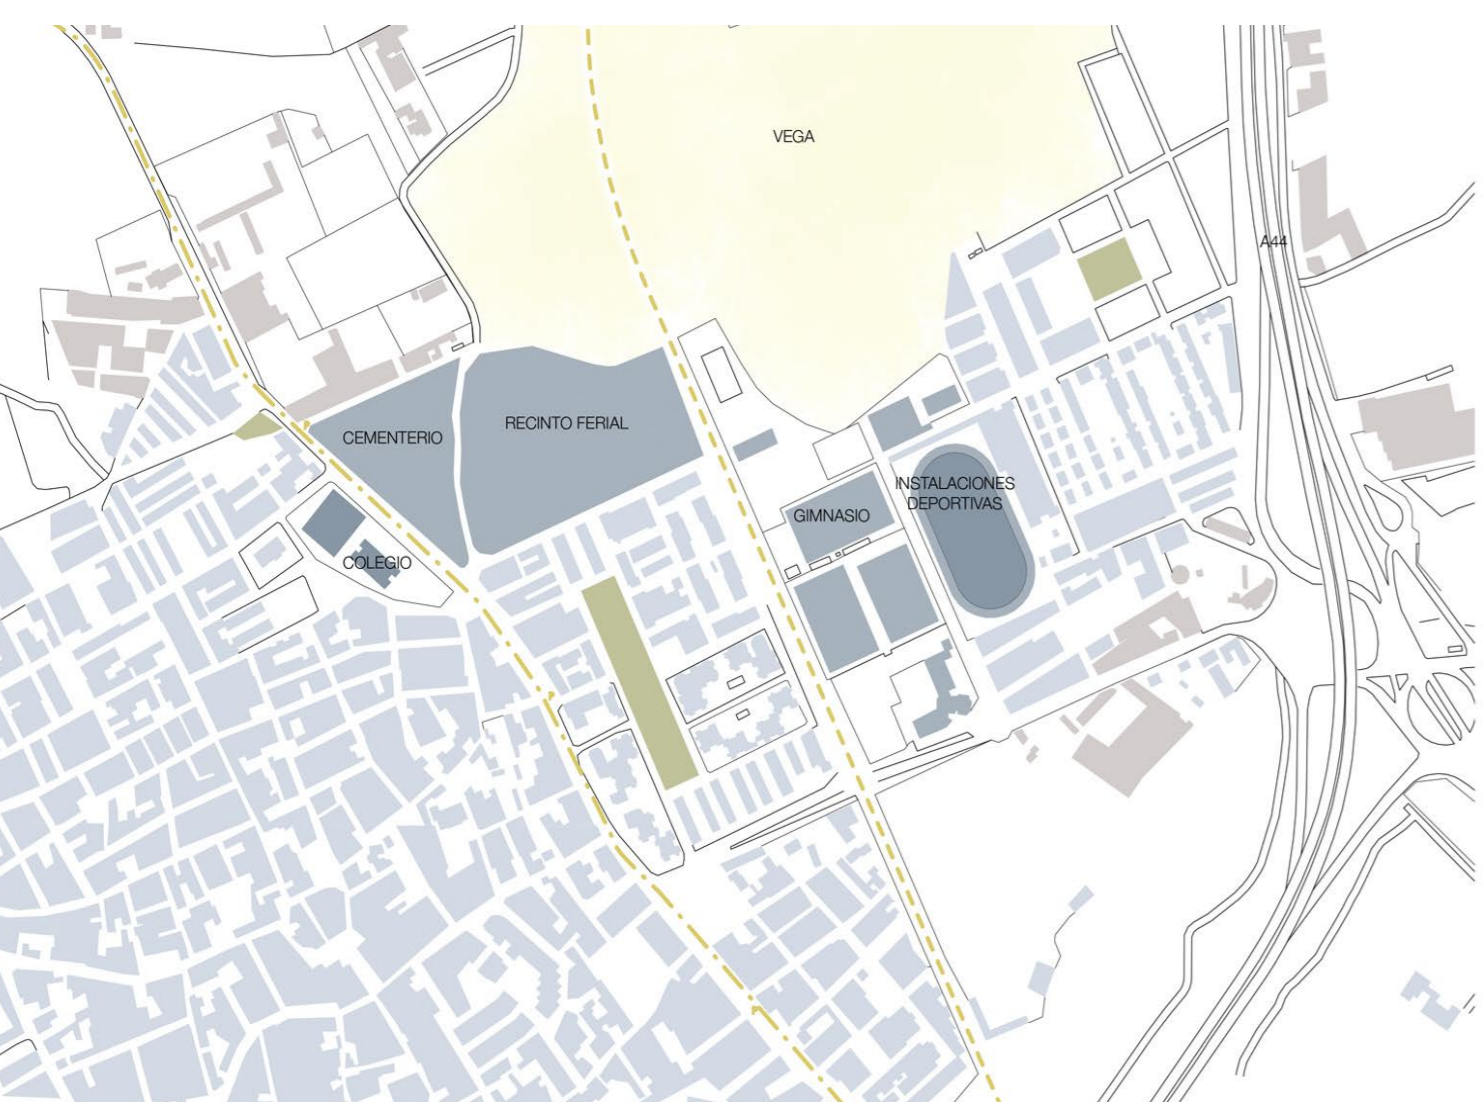 VEGA
A44
RECINTO FERIAL
CEMENTERIO
INSTALACIONES
DEPORTIVAS
GIMNASIO
COLEGIO